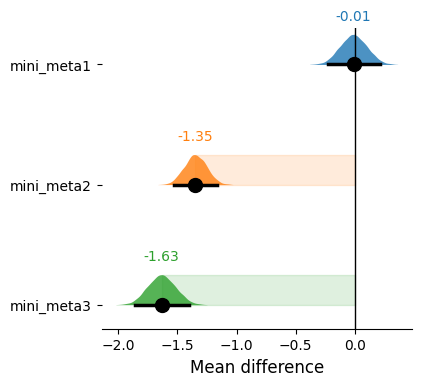 -0.01
mini_meta1
-1.35
mini_meta2
-1.63
mini_meta3
−2.0 −1.5 −1.0 −0.5 0.0
Mean difference